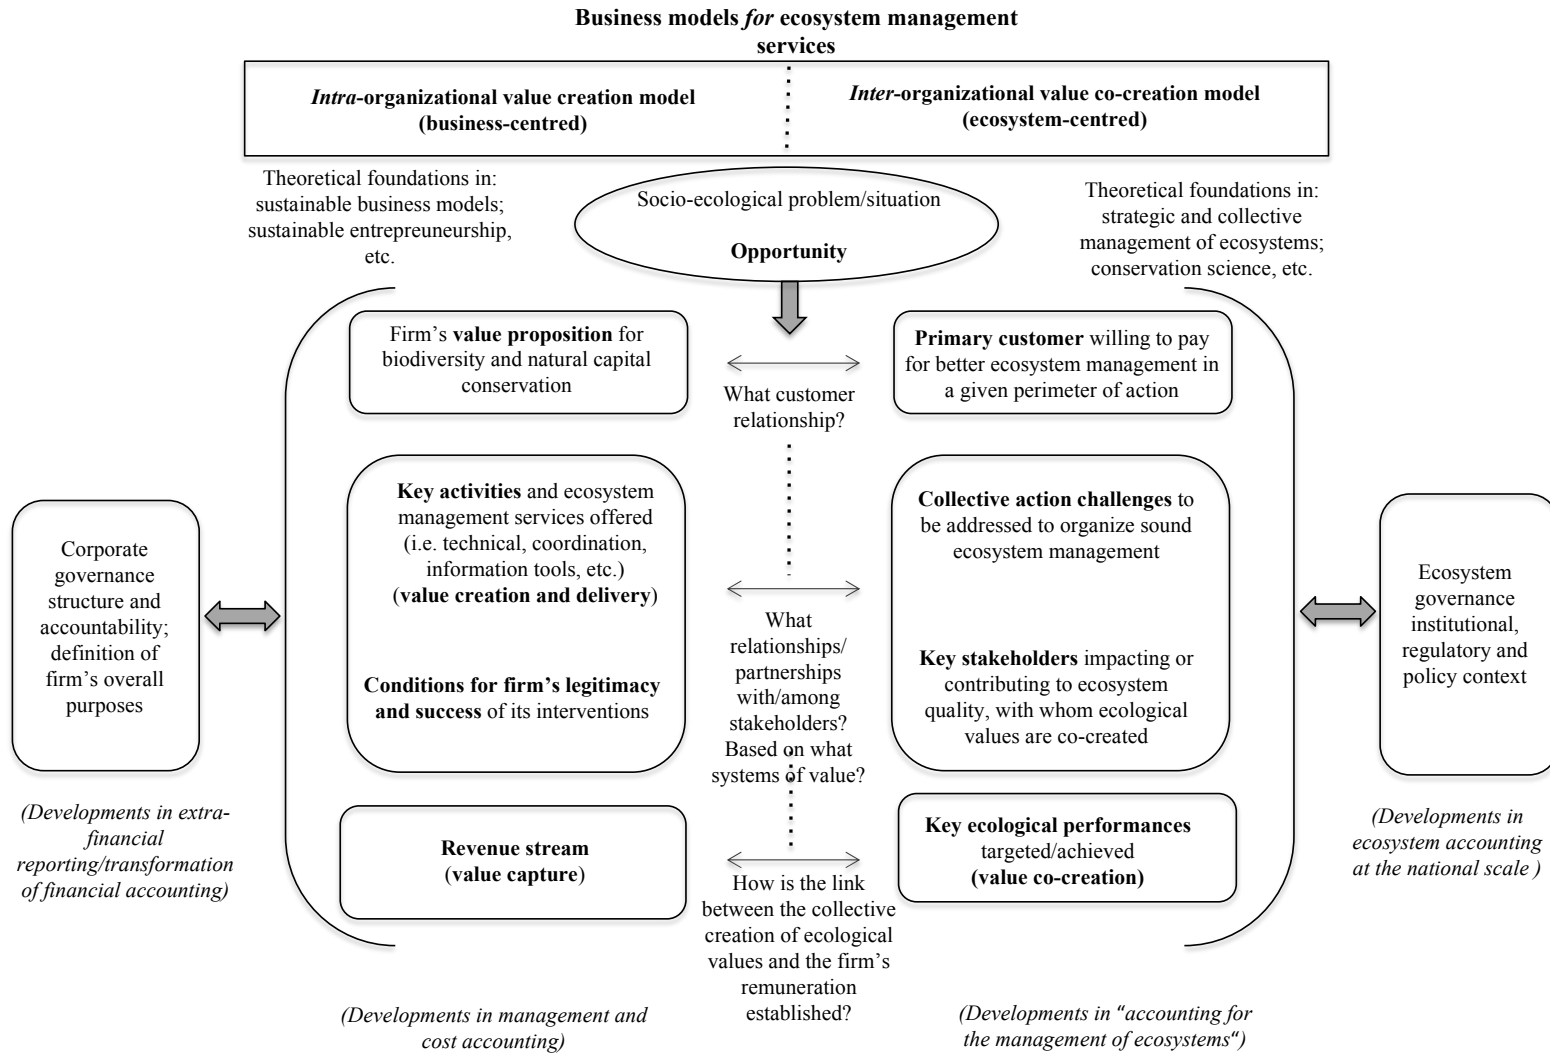 Business models for ecosystem management
services
Intra-organizational value creation model
(business-centred)
Inter-organizational value co-creation model
(ecosystem-centred)
Theoretical foundations in:
sustainable business models;
sustainable entrepreuneurship,
etc.
Socio-ecological problem/situation
Opportunity
Theoretical foundations in:
strategic and collective
management of ecosystems;
conservation science, etc.
Firm’s value proposition for
biodiversity and natural capital
conservation
What customer
relationship?
Primary customer willing to pay
for better ecosystem management in
a given perimeter of action
Corporate
governance
structure and
accountability;
definition of
firm’s overall
purposes
Key activities and ecosystem
management services offered
(i.e. technical, coordination,
information tools, etc.)
(value creation and delivery)
Conditions for firm’s legitimacy
and success of its interventions
What
relationships/
partnerships
with/among
stakeholders?
Based on what
systems of value?
Collective action challenges to
be addressed to organize sound
ecosystem management
Key stakeholders impacting or
contributing to ecosystem
quality, with whom ecological
values are co-created
Ecosystem
governance
institutional,
regulatory and
policy context
(Developments in extra-
financial
reporting/transformation
of financial accounting)
Revenue stream
(value capture)
How is the link
between the collective
creation of ecological
values and the firm’s
remuneration
established?
Key ecological performances
targeted/achieved
(value co-creation)
(Developments in
ecosystem accounting
at the national scale )
(Developments in management and
cost accounting)
(Developments in “accounting for
the management of ecosystems“)